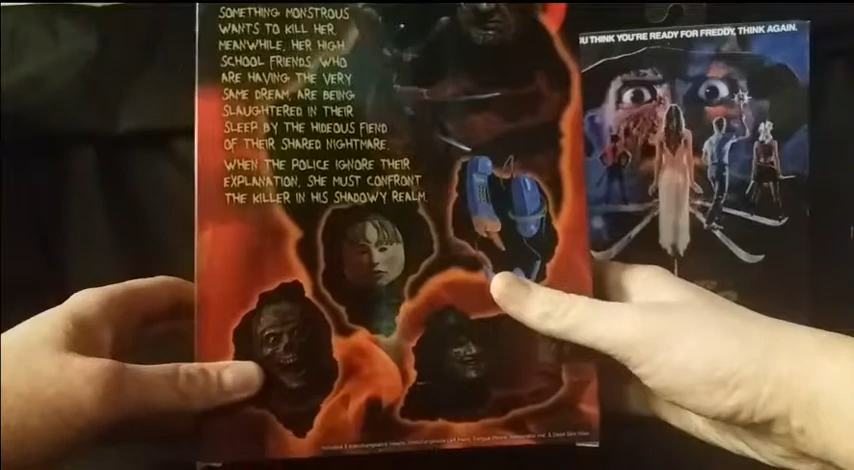 SOMETHING MONSTROUS
WANTS TO KILL HER.
MEANWHILE, HER HIGH
SCHOOL FRIENDS, WHO
ARE HAVING THE VERY
SAME DREAM, ARE BEING
SLAUGHTERED IN THEIR
SLEEP BY THE HIDEOUS FIEND
OF THEIR SHARED NIGHTMARE.
WHEN THE POLICE IGNORE THEIR
EXPLANATION, SHE MUST CONFRONT
THE KILLER IN HIS SHADOWY REALM.
U THINK YOU'RE READY FOR FREDDY, THINK AGAIN.